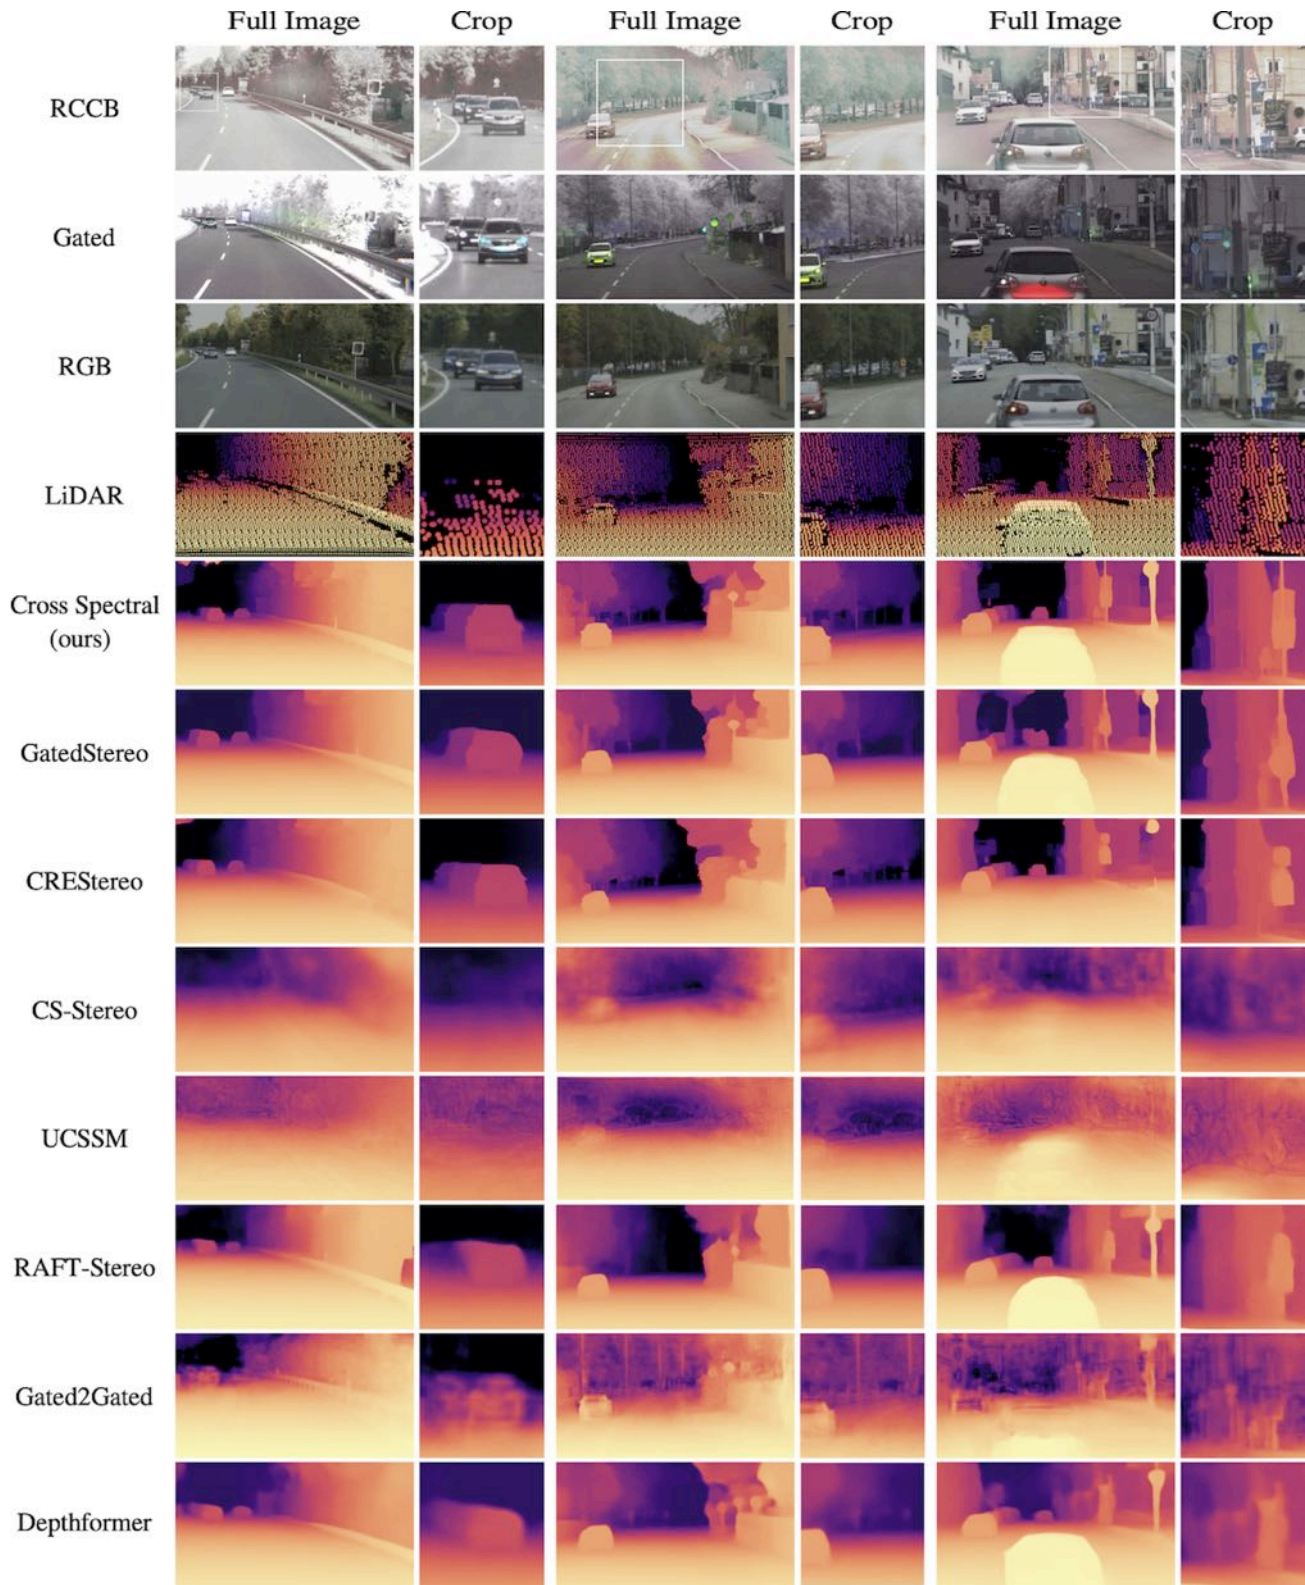 Full Image Crop Full Image Crop Full Image Crop
RCCB
Gated
RGB
LiDAR
Cross Spectral
(ours)
GatedStereo
CREStereo
CS-Stereo
UCSSM
RAFT-Stereo
Gated2Gated
Depthformer